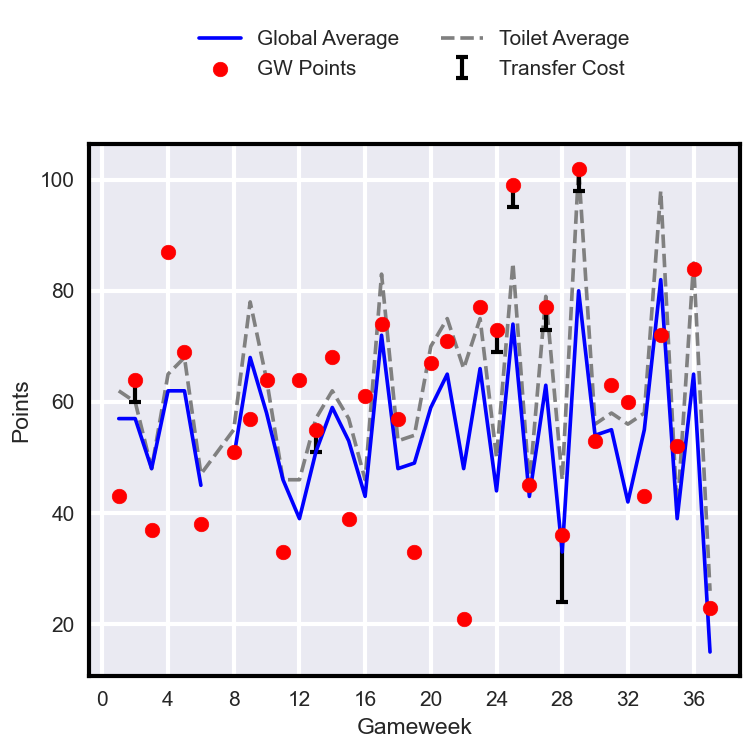 Global Average
Toilet Average
GW Points
Transfer Cost
100
80
60
40
20
Points
0 4 8 12 16 20 24 28 32 36
Gameweek